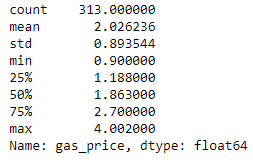 count    313.000000
mean       2.026236
std        0.893544
min        0.900000
25%        1.188000
50%        1.863000
75%        2.700000
max        4.002000
Name: gas_price, dtype: float64